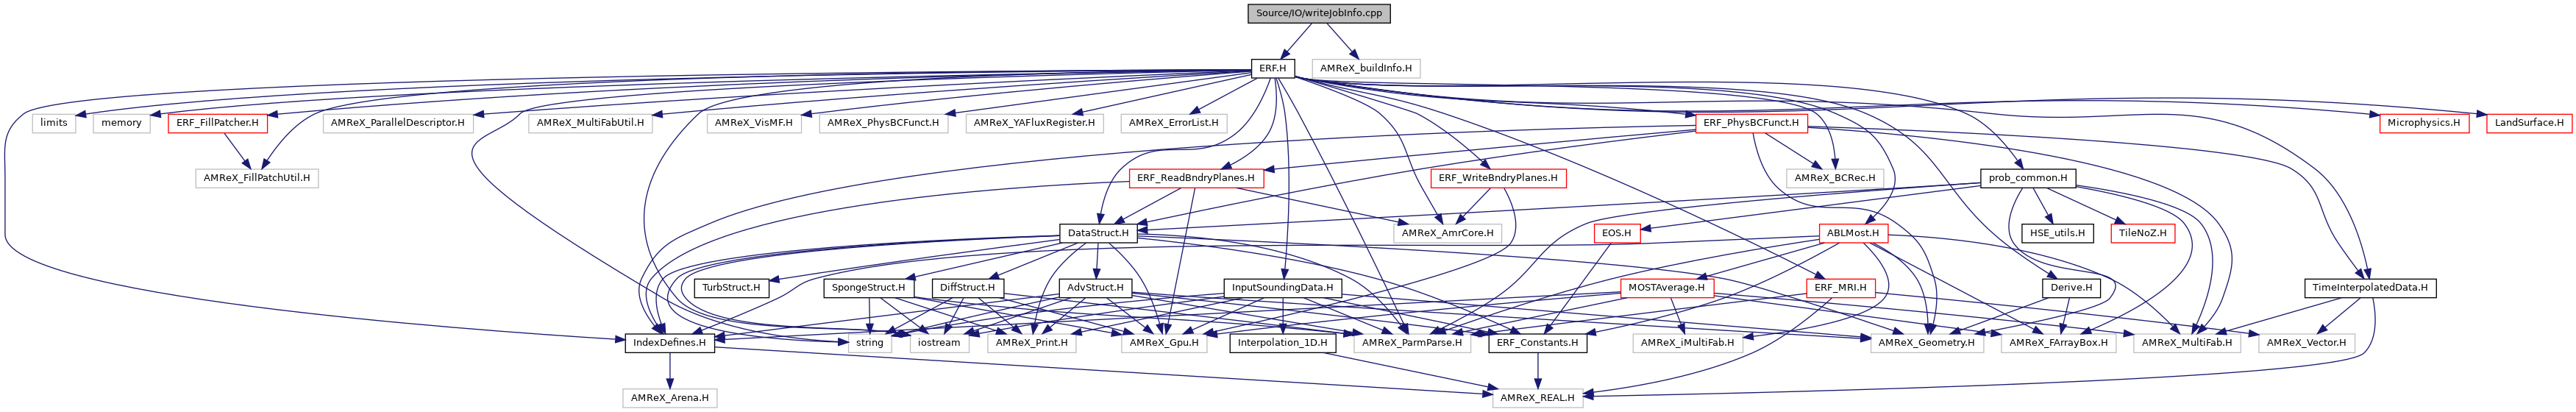 Source/IO/writeJobInfo.cpp
ERF.H
AMReX_buildInfo.H
limits
memory
ERF_FillPatcher.H
AMReX_ParallelDescriptor.H
AMReX_MultiFabUtil.H
AMReX_VisMF.H
AMReX_PhysBCFunct.H
AMReX_YAFluxRegister.H
AMReX_ErrorList.H
ERF_PhysBCFunct.H
Microphysics.H
LandSurface.H
AMReX_FillPatchUtil.H
ERF_ReadBndryPlanes.H
ERF_WriteBndryPlanes.H
AMReX_BCRec.H
prob_common.H
DataStruct.H
AMReX_AmrCore.H
EOS.H
ABLMost.H
HSE_utils.H
TileNoZ.H
TurbStruct.H
SpongeStruct.H
DiffStruct.H
AdvStruct.H
InputSoundingData.H
MOSTAverage.H
ERF_MRI.H
Derive.H
TimeInterpolatedData.H
IndexDefines.H
string
iostream
AMReX_Print.H
AMReX_Gpu.H
Interpolation_1D.H
AMReX_ParmParse.H
ERF_Constants.H
AMReX_iMultiFab.H
AMReX_Geometry.H
AMReX_FArrayBox.H
AMReX_MultiFab.H
AMReX_Vector.H
AMReX_Arena.H
AMReX_REAL.H